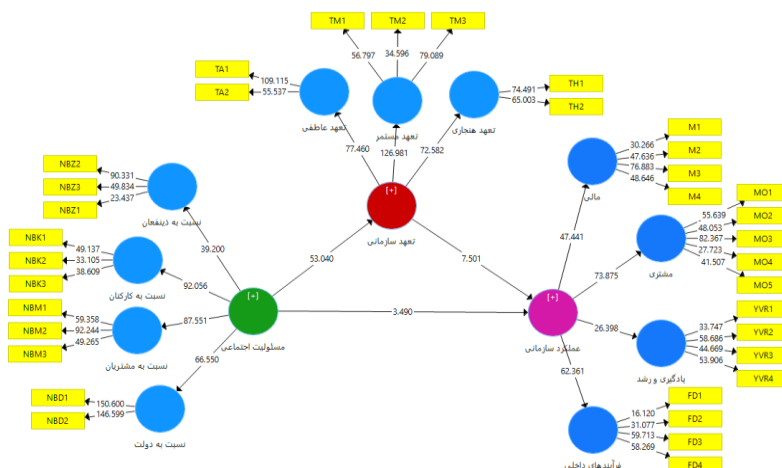 TM1
TM2
TM3
56.797
34.596
79.089
TA1
TA2
109.115
55.537
تعهد عاطفی
تعهد مستمر
تعهد هنجاری
74.491
65.003
TH1
TH2
77.460
126.981
72.582
[+]
تعهد سازمانی
M1
M2
M3
M4
30.266
47.636
76.883
48.646
مالی
NBZ2
NBZ3
NBZ1
90.331
49.834
23.437
نسبت به ذینفعان
MO1
MO2
MO3
MO4
MO5
55.639
48.053
82.367
27.723
41.507
مشتری
NBK1
NBK2
NBK3
49.137
33.105
38.609
نسبت به کارکنان
39.200
53.040
7.501
47.441
73.875
92.056
NBM1
NBM2
NBM3
59.358
92.244
49.265
نسبت به مشتریان
87.551
[+]
مسئولیت اجتماعی
3.490
[+]
عملکرد سازمانی
26.398
YVR1
YVR2
YVR3
YVR4
33.747
58.686
44.669
53.906
یادگیری و رشد
66.550
62.361
NBD1
NBD2
150.600
146.599
نسبت به دولت
FD1
FD2
FD3
FD4
16.120
31.077
59.713
58.269
فرآیندهای داخلی